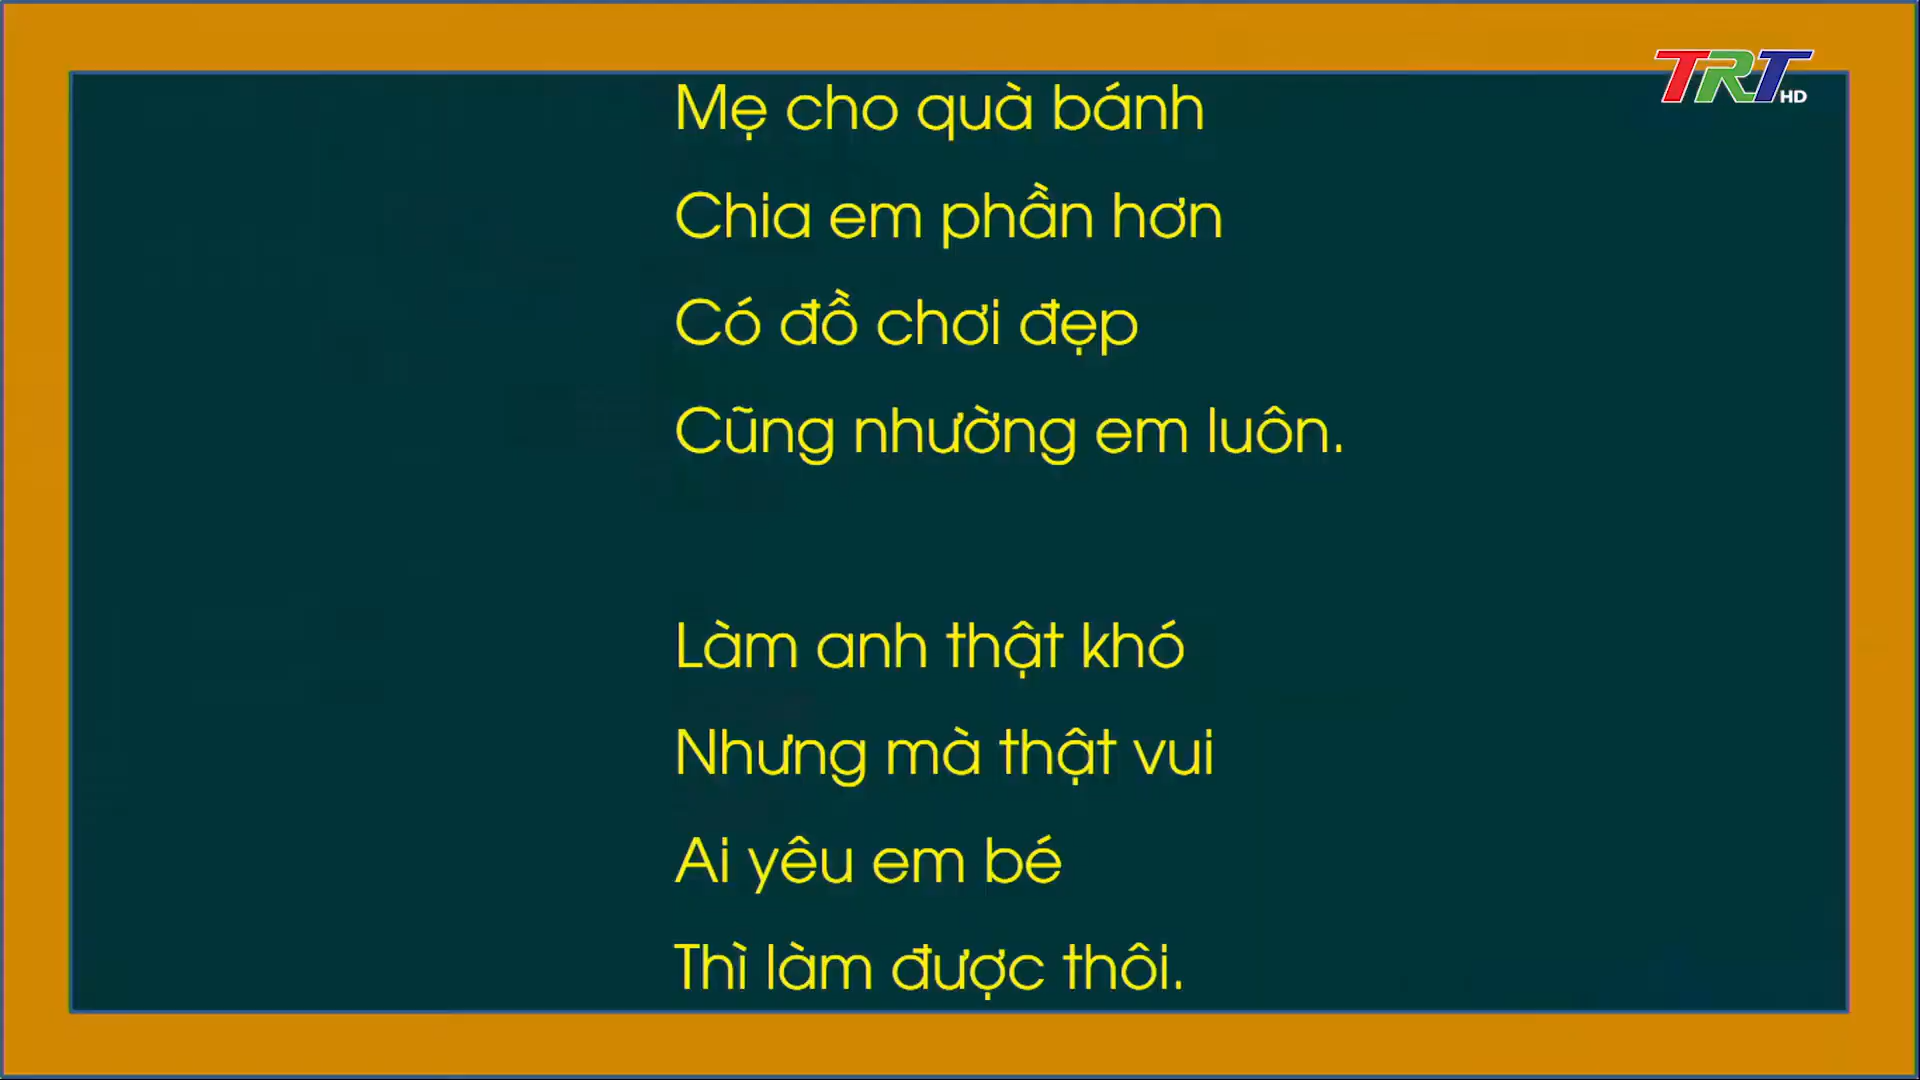 TRT HD
Mẹ cho quà bánh
Chia em phần hơn
Có đồ chơi đẹp
Cũng nhường em luôn.
Làm anh thật khó
Nhưng mà thật vui
Ai yêu em bé
Thì làm được thôi.